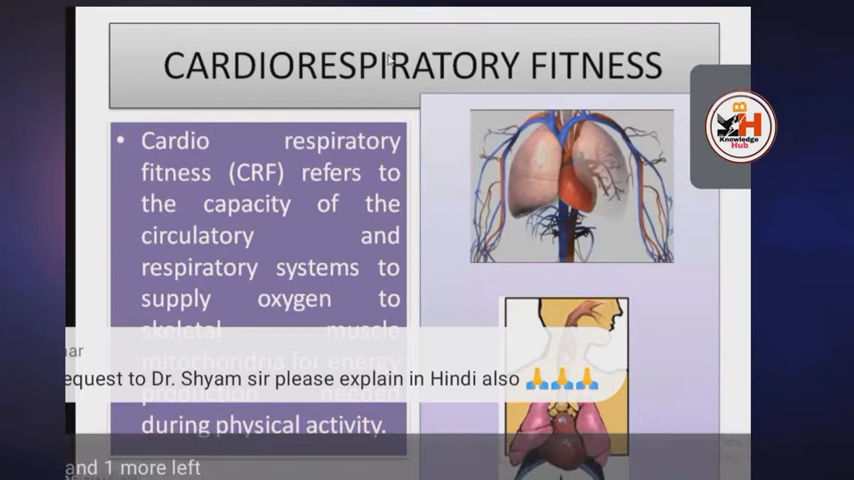 CARDIORESPIRATORY FITNESS
• Cardio respiratory
fitness (CRF) refers to
the capacity of the
circulatory and
respiratory systems to
supply oxygen to
skeletal muscle
mitochondria for energy
production needed
during physical activity.
B
KH
Knowledge
Hub
ar
equest to Dr. Shyam sir please explain in Hindi also 🙏🙏🙏
and 1 more left